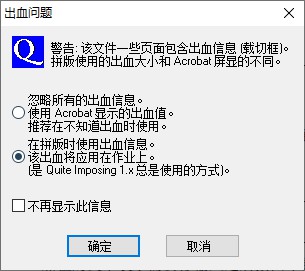 出血问题
Q
警告: 该文件一些页面包含出血信息 (载切框)。
拼版使用的出血大小和 Acrobat 屏显的不同。
忽略所有的出血信息。
使用 Acrobat 显示的出血值。
推荐在不知道出血时使用。
在拼版时使用出血信息。
该出血将应用在作业上。
(是 Quite Imposing 1.x 总是使用的方式)。
不再显示此信息
确定
取消